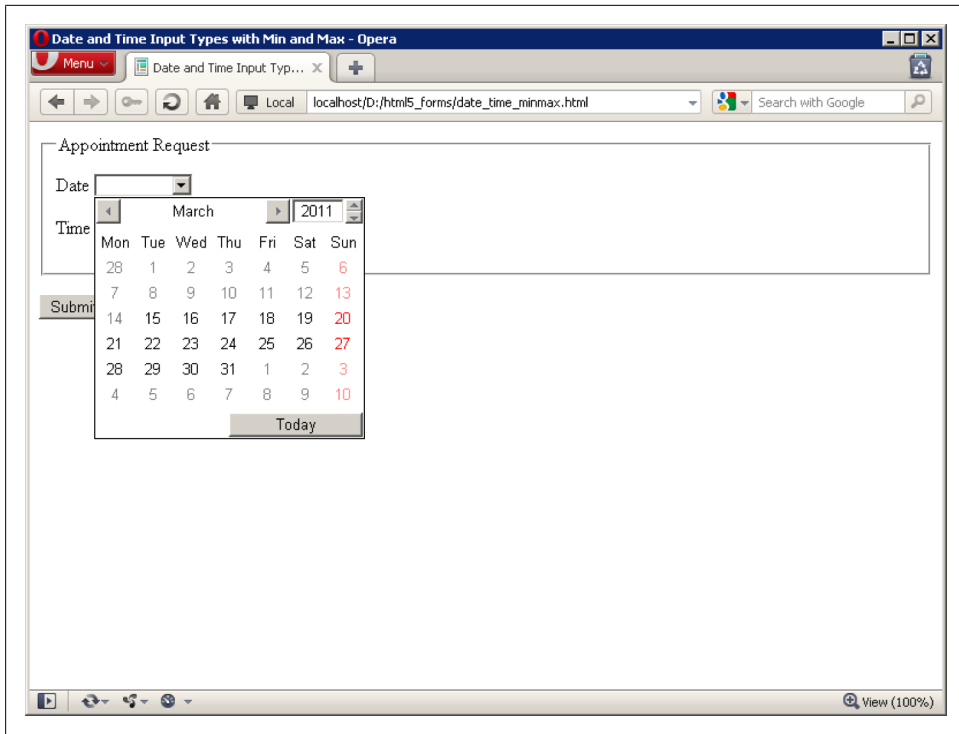 Date and Time Input Types with Min and Max - Opera
Menu
Date and Time Input Typ...
Local localhost/D:/html5_forms/date_time_minmax.html
Search with Google
Appointment Request
Date
March 2011
Time
Mon Tue Wed Thu Fri Sat Sun
28 1 2 3 4 5 6
7 8 9 10 11 12 13
Submi
14 15 16 17 18 19 20
21 22 23 24 25 26 27
28 29 30 31 1 2 3
4 5 6 7 8 9 10
Today
View (100%)